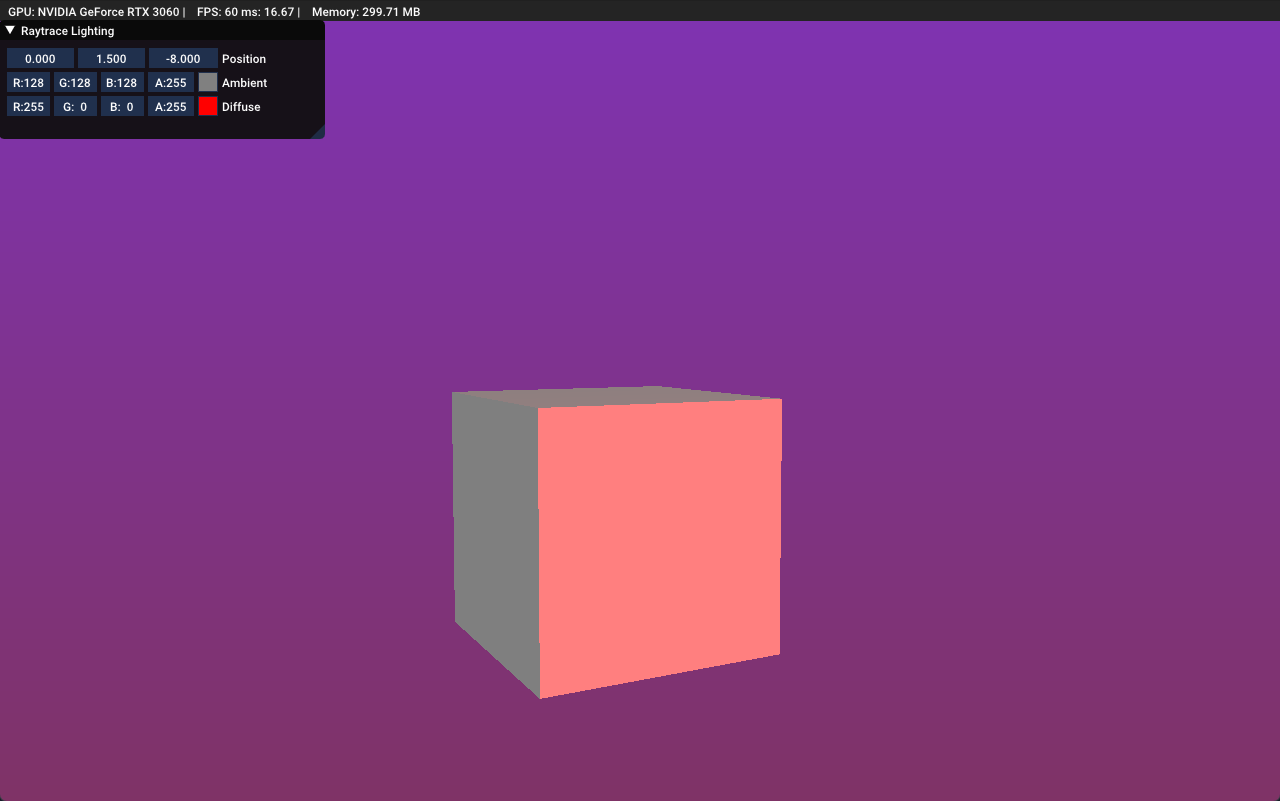 GPU: NVIDIA GeForce RTX 3060 | FPS: 60 ms: 16.67 | Memory: 299.71 MB
Raytrace Lighting
0.000 1.500 -8.000 Position
R:128 G:128 B:128 A:255 Ambient
R:255 G: 0 B: 0 A:255 Diffuse